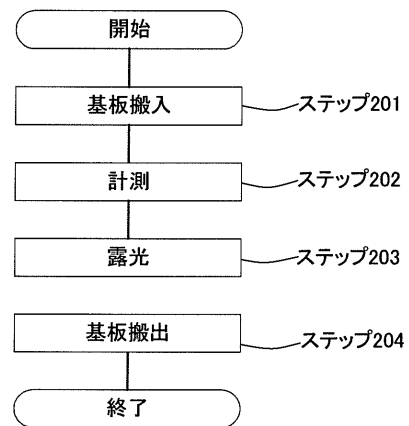 開始
基板搬入
ステップ201
計測
ステップ202
露光
ステップ203
基板搬出
ステップ204
終了